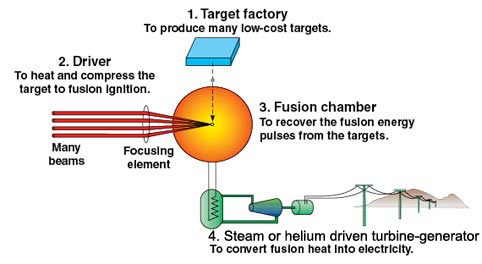 1. Target factory
To produce many low-cost targets.
2. Driver
To heat and compress the
target to fusion ignition.
3. Fusion chamber
To recover the fusion energy
pulses from the targets.
Many
beams
Focusing
element
4. Steam or helium driven turbine-generator
To convert fusion heat into electricity.